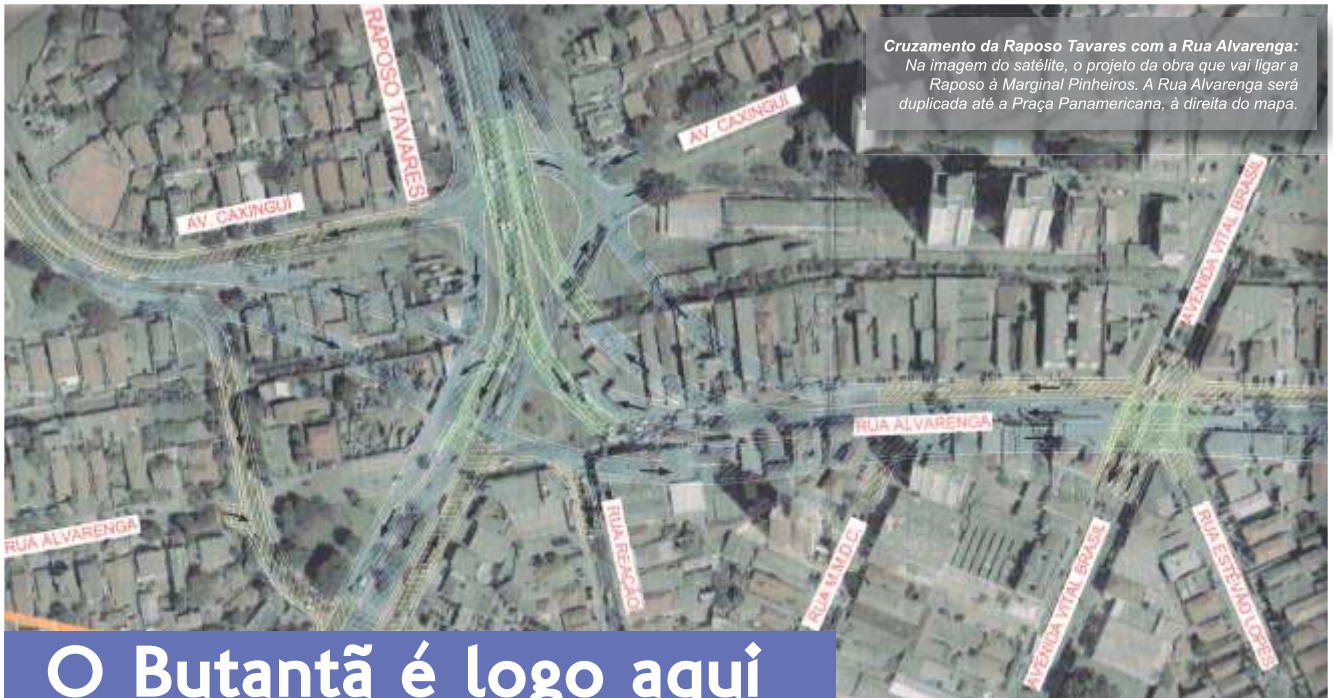 Cruzamento da Raposo Tavares com a Rua Alvarenga:
Na imagem do satélite, o projeto da obra que vai ligar a
Raposo à Marginal Pinheiros. A Rua Alvarenga será
duplicada até a Praça Panamericana, à direita do mapa.
RAPOSO TAVARES
AV. CAXINGUÍ
AV. CAXINGUÍ
AVENIDA VITAL BRASIL
RUA ALVARENGA
RUA ALVARENGA
RUA REAÇÃO
RUA M.M.D.C.
AVENIDA VITAL BRASIL
RUA ESTEVÃO LOPES
O Butantã é logo aqui